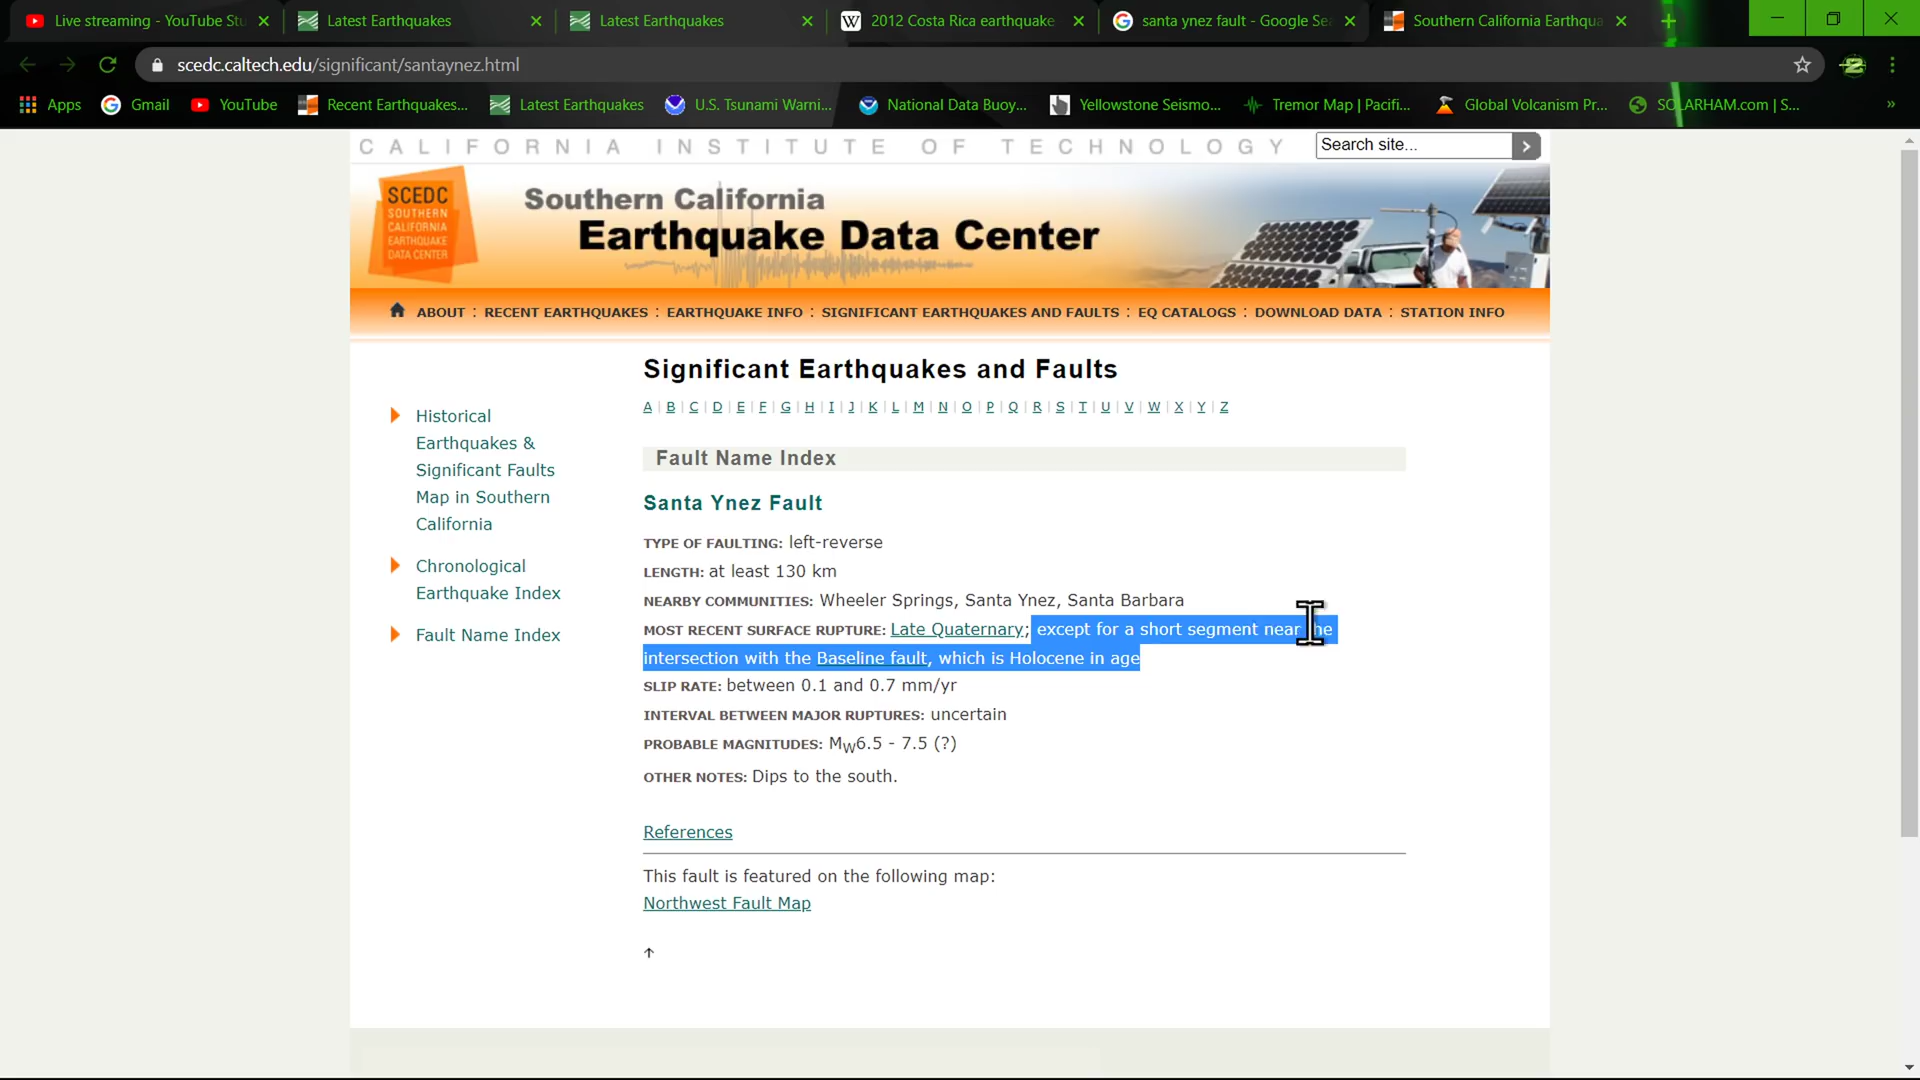 Live streaming - YouTube Stu
Latest Earthquakes
Latest Earthquakes
2012 Costa Rica earthquake
santa ynez fault - Google Sea
Southern California Earthqua
scedc.caltech.edu/significant/santaynez.html
Apps
Gmail
YouTube
Recent Earthquakes...
Latest Earthquakes
U.S. Tsunami Warni...
National Data Buoy...
Yellowstone Seismo...
Tremor Map | Pacifi...
Global Volcanism Pr...
SOLARHAM.com | S...
»
CALIFORNIA INSTITUTE OF TECHNOLOGY
Search site...
SCEDC
SOUTHERN
CALIFORNIA
EARTHQUAKE
DATA CENTER
Southern California
Earthquake Data Center
ABOUT : RECENT EARTHQUAKES : EARTHQUAKE INFO : SIGNIFICANT EARTHQUAKES AND FAULTS : EQ CATALOGS : DOWNLOAD DATA : STATION INFO
Historical
Earthquakes &
Significant Faults
Map in Southern
California
Chronological
Earthquake Index
Fault Name Index
Significant Earthquakes and Faults
A | B | C | D | E | F | G | H | I | J | K | L | M | N | O | P | Q | R | S | T | U | V | W | X | Y | Z
Fault Name Index
Santa Ynez Fault
TYPE OF FAULTING: left-reverse
LENGTH: at least 130 km
NEARBY COMMUNITIES: Wheeler Springs, Santa Ynez, Santa Barbara
MOST RECENT SURFACE RUPTURE: Late Quaternary; except for a short segment near the
intersection with the Baseline fault, which is Holocene in age
SLIP RATE: between 0.1 and 0.7 mm/yr
INTERVAL BETWEEN MAJOR RUPTURES: uncertain
PROBABLE MAGNITUDES: MW6.5 - 7.5 (?)
OTHER NOTES: Dips to the south.
References
This fault is featured on the following map:
Northwest Fault Map
↑